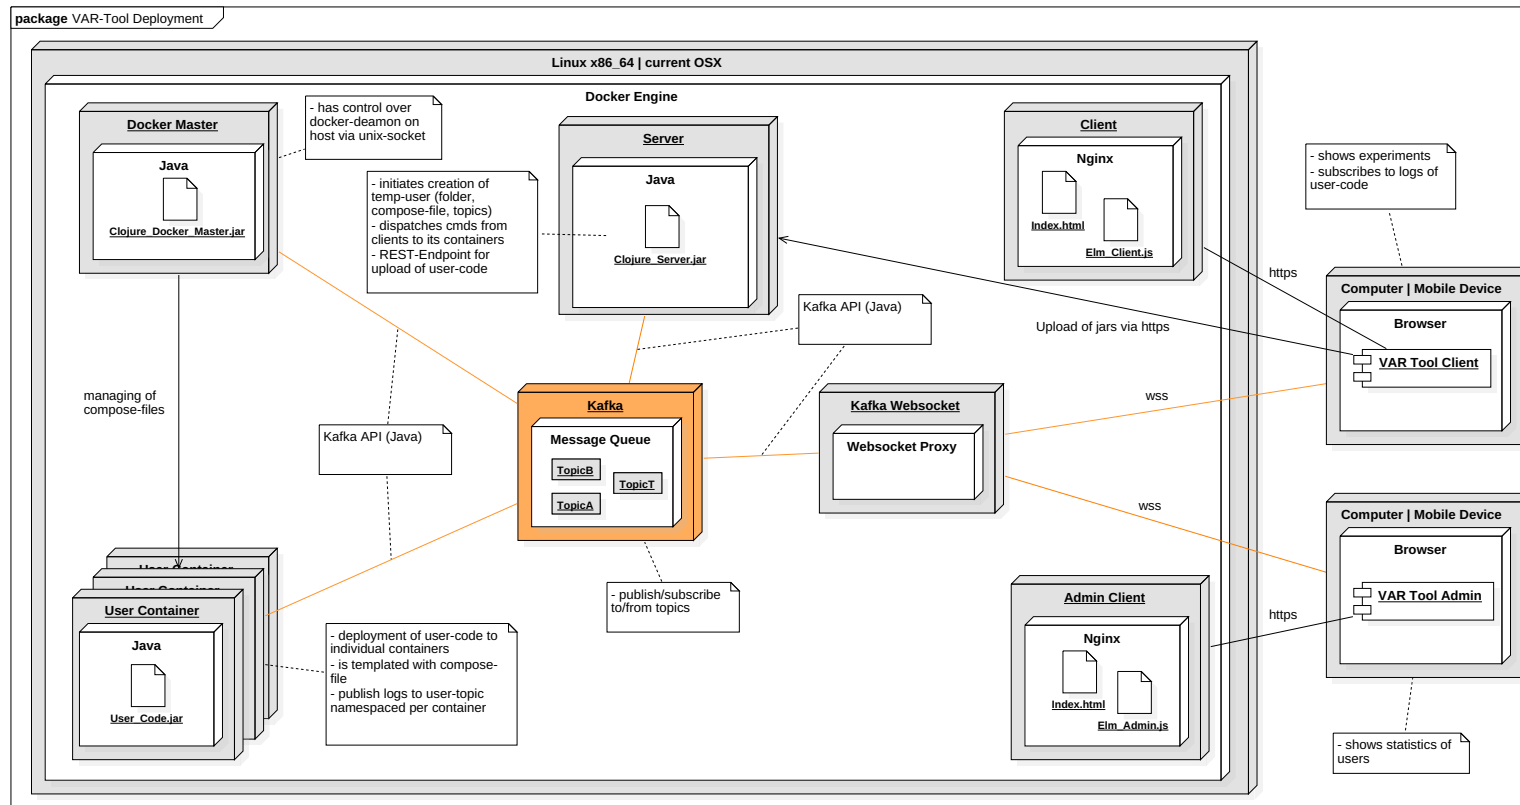 package VAR-Tool Deployment
Linux x86_64 | current OSX
Docker Engine
Docker Master
Java
Clojure_Docker_Master.jar
- has control over
docker-deamon on
host via unix-socket
- initiates creation of
temp-user (folder,
compose-file, topics)
- dispatches cmds from
clients to its containers
- REST-Endpoint for
upload of user-code
Server
Java
Clojure_Server.jar
Client
Nginx
Index.html
Elm_Client.js
- shows experiments
- subscribes to logs of
user-code
https
Computer | Mobile Device
Browser
VAR Tool Client
Upload of jars via https
Kafka API (Java)
managing of
compose-files
Kafka API (Java)
Kafka
Message Queue
TopicB
TopicT
TopicA
Kafka Websocket
Websocket Proxy
wss
wss
- publish/subscribe
to/from topics
Computer | Mobile Device
Browser
VAR Tool Admin
https
User Container
User Container
User Container
Java
User_Code.jar
- deployment of user-code to
individual containers
- is templated with compose-
file
- publish logs to user-topic
namespaced per container
Admin Client
Nginx
Index.html
Elm_Admin.js
- shows statistics of
users